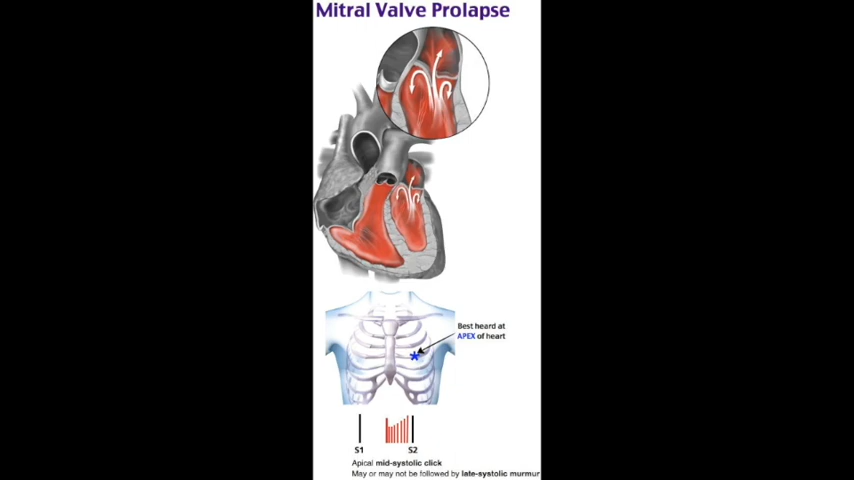 Mitral Valve Prolapse
Best heard at
APEX of heart
S1 S2
Apical mid-systolic click
May or may not be followed by late-systolic murmur